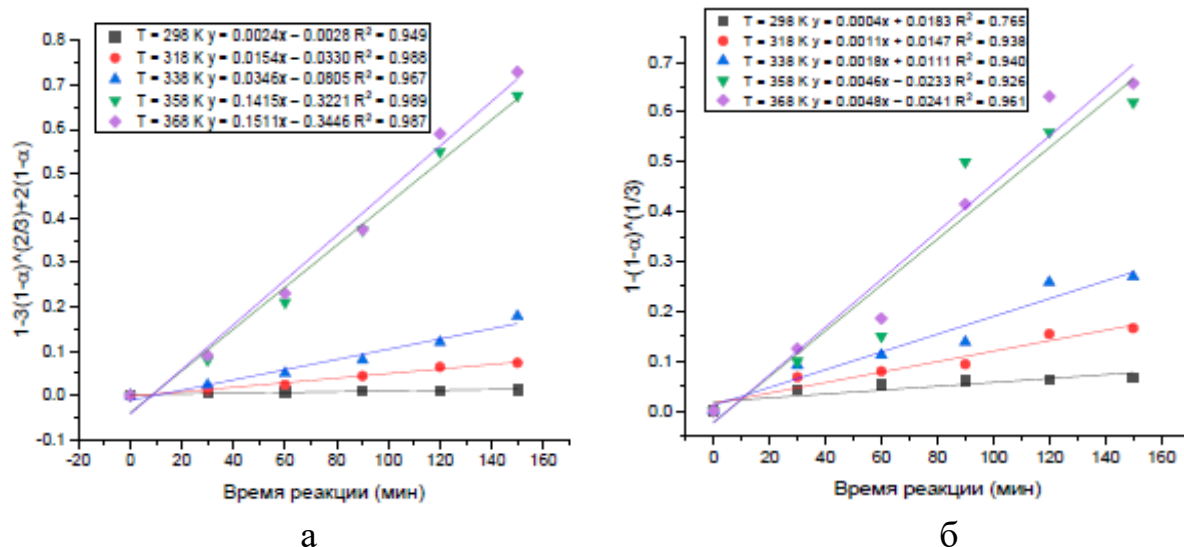 T = 298 K y = 0.0024x – 0.0028 R² = 0.949
T = 318 K y = 0.0154x – 0.0330 R² = 0.988
T = 338 K y = 0.0346x – 0.0805 R² = 0.967
T = 358 K y = 0.1415x – 0.3221 R² = 0.989
T = 368 K y = 0.1511x – 0.3446 R² = 0.987
1-3(1-α)^(2/3)+2(1-α)
0.8
0.7
0.6
0.5
0.4
0.3
0.2
0.1
0.0
-0.1
-20 0 20 40 60 80 100 120 140 160
Время реакции (мин)
а
T = 298 K y = 0.0004x + 0.0183 R² = 0.765
T = 318 K y = 0.0011x + 0.0147 R² = 0.938
T = 338 K y = 0.0018x + 0.0111 R² = 0.940
T = 358 K y = 0.0046x – 0.0233 R² = 0.926
T = 368 K y = 0.0048x – 0.0241 R² = 0.951
1-(1-α)^(1/3)
0.7
0.6
0.5
0.4
0.3
0.2
0.1
0.0
0 20 40 60 80 100 120 140 160
Время реакции (мин)
б